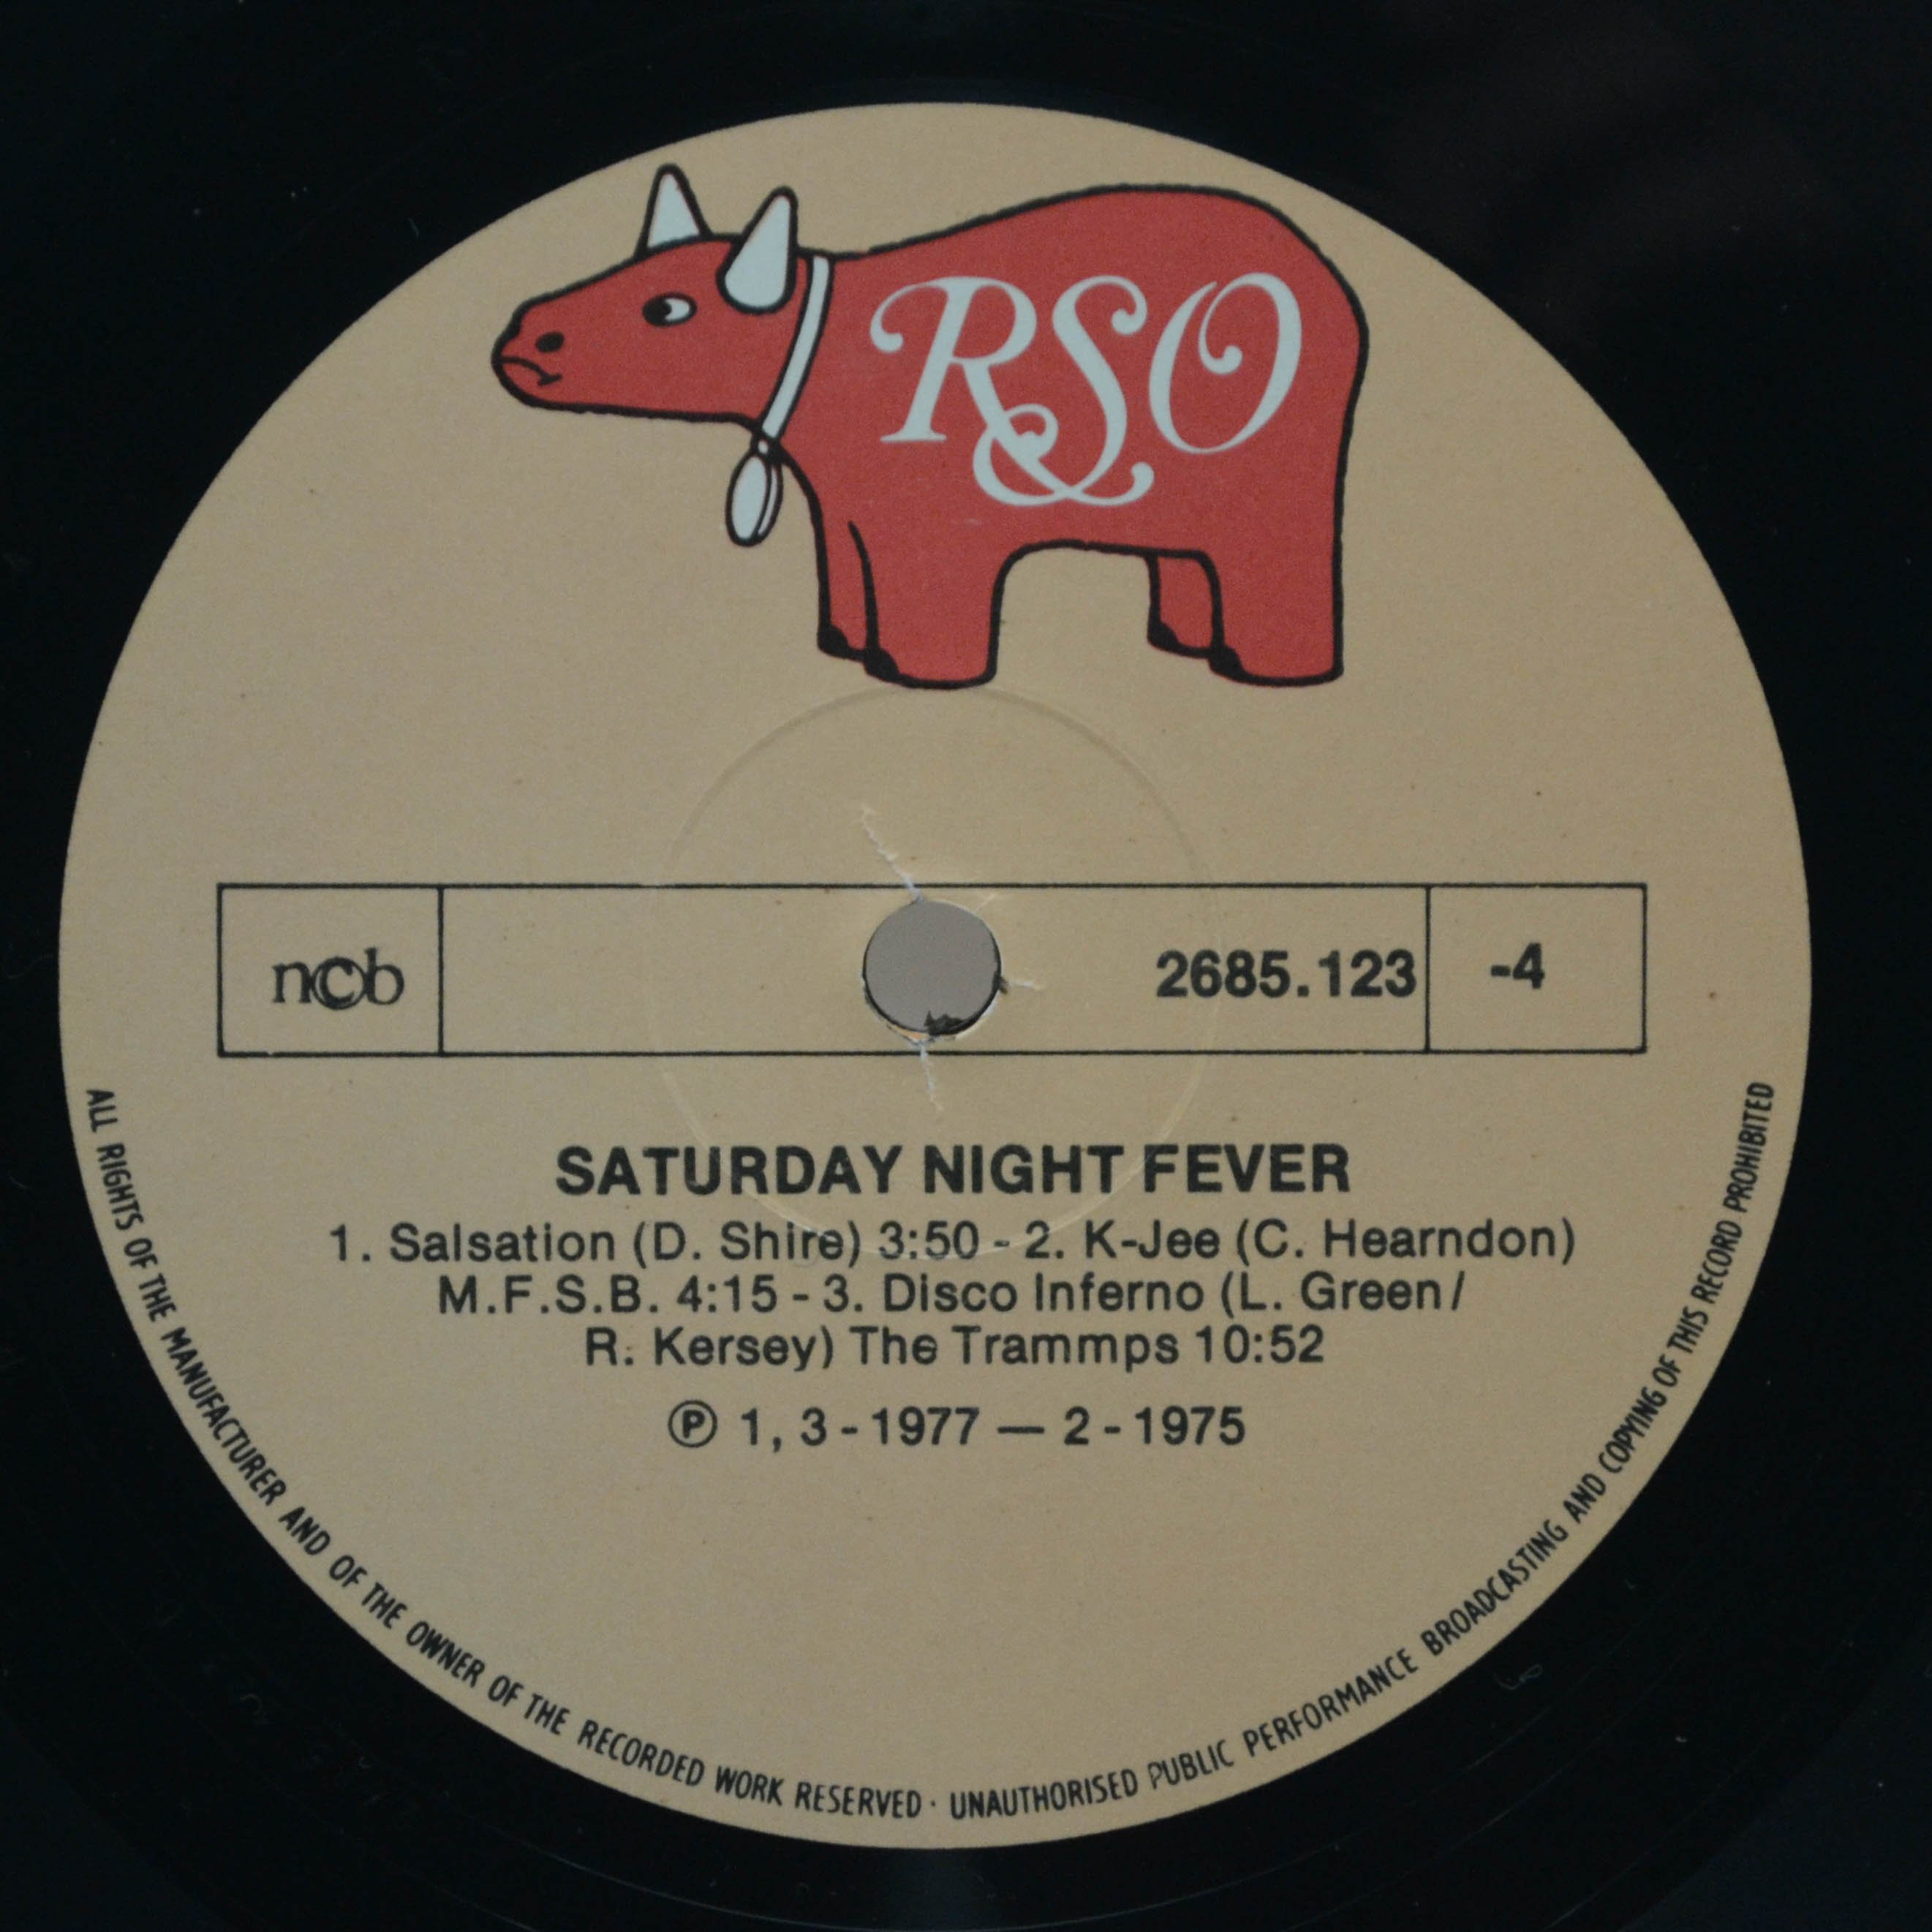 RSO
ncb
2685.123
-4
SATURDAY NIGHT FEVER
1. Salsation (D. Shire) 3:50 - 2. K-Jee (C. Hearndon)
M.F.S.B. 4:15 - 3. Disco Inferno (L. Green/
R. Kersey) The Trammps 10:52
Ⓟ 1, 3 - 1977 — 2 - 1975
ALL RIGHTS OF THE MANUFACTURER AND OF THE OWNER OF THE RECORDED WORK RESERVED · UNAUTHORISED PUBLIC PERFORMANCE BROADCASTING AND COPYING OF THIS RECORD PROHIBITED